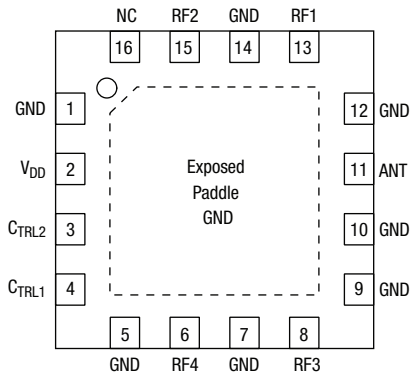 NC RF2 GND RF1
16 15 14 13
GND 1 12 GND
VDD 2 11 ANT
Exposed
Paddle
GND
CTRL2 3 10 GND
CTRL1 4 9 GND
5 6 7 8
GND RF4 GND RF3